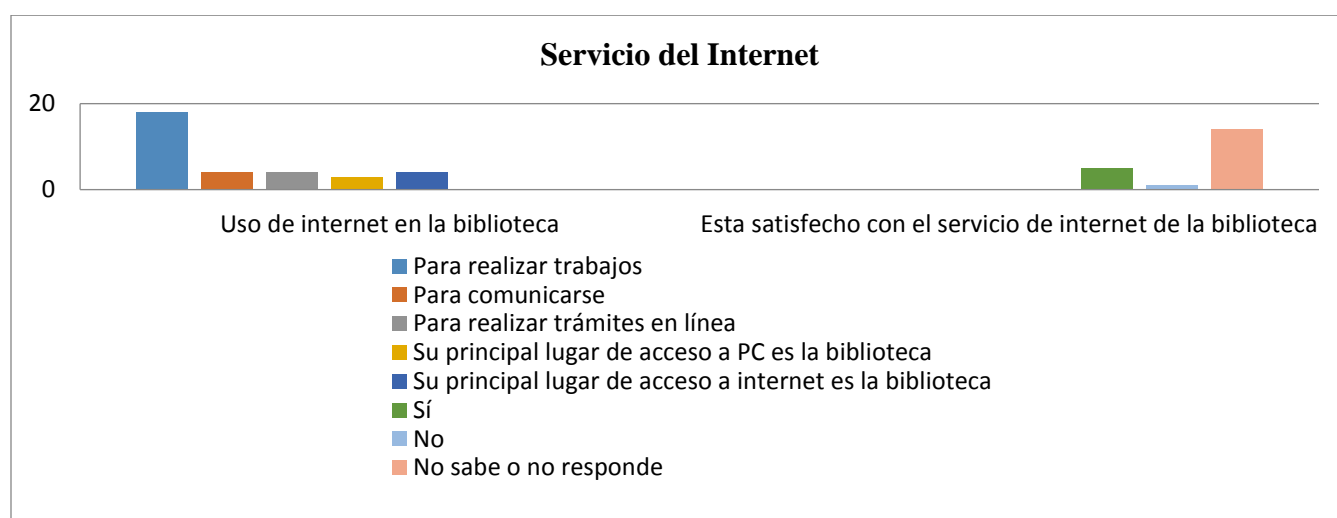 Servicio del Internet
20
0
Uso de internet en la biblioteca
Esta satisfecho con el servicio de internet de la biblioteca
Para realizar trabajos
Para comunicarse
Para realizar trámites en línea
Su principal lugar de acceso a PC es la biblioteca
Su principal lugar de acceso a internet es la biblioteca
Sí
No
No sabe o no responde